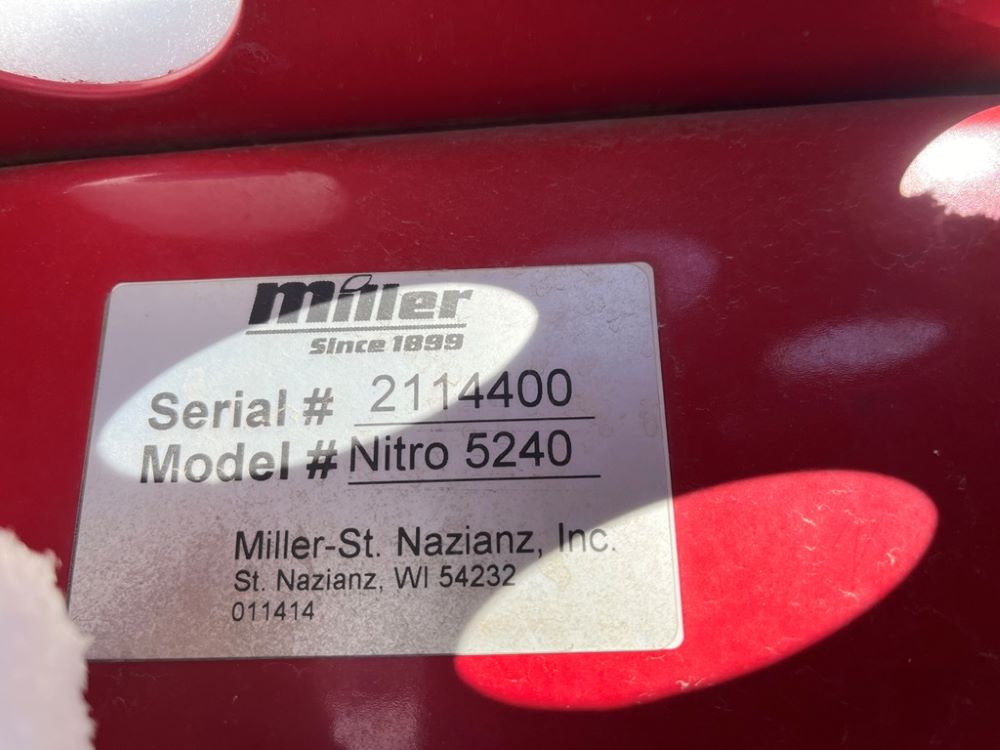 miller
Since 1899
Serial # 2114400
Model # Nitro 5240
Miller-St. Nazianz, Inc.
St. Nazianz, WI 54232
011414